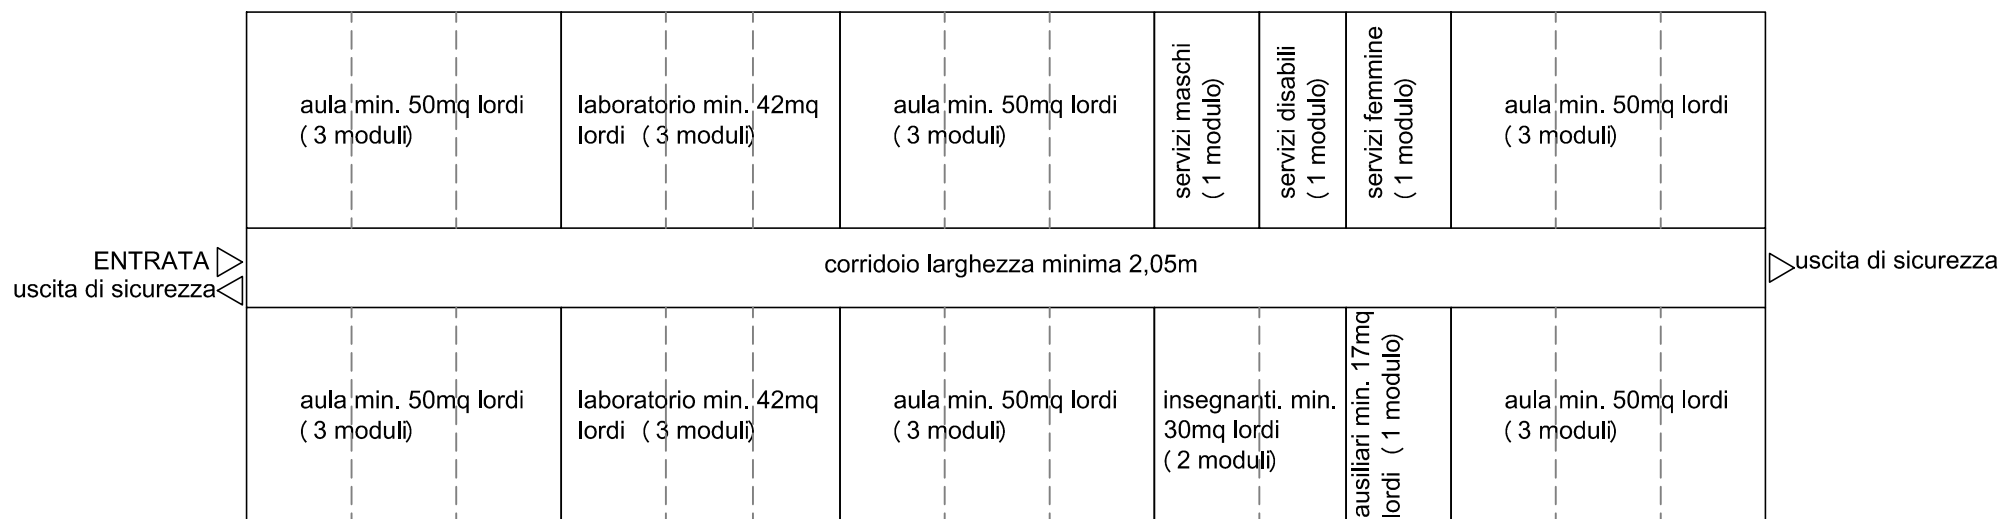 aula min. 50mq lordi
( 3 moduli)
laboratorio min. 42mq
lordi ( 3 moduli)
aula min. 50mq lordi
( 3 moduli)
servizi maschi
( 1 modulo)
servizi disabili
( 1 modulo)
servizi femmine
( 1 modulo)
aula min. 50mq lordi
( 3 moduli)
ENTRATA
uscita di sicurezza
corridoio larghezza minima 2,05m
uscita di sicurezza
aula min. 50mq lordi
( 3 moduli)
laboratorio min. 42mq
lordi ( 3 moduli)
aula min. 50mq lordi
( 3 moduli)
insegnanti. min.
30mq lordi
( 2 moduli)
ausiliari min. 17mq
lordi ( 1 modulo)
aula min. 50mq lordi
( 3 moduli)